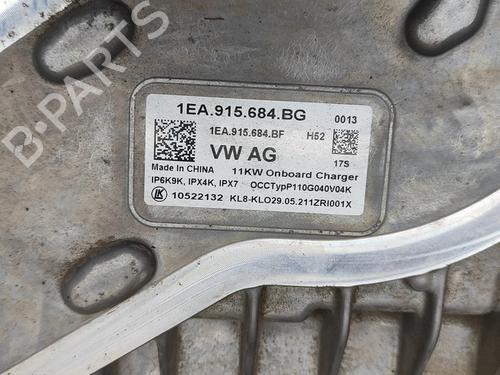 1EA.915.684.BG 0013
1EA.915.684.BF H52
VW AG 17S
Made In CHINA 11KW Onboard Charger
IP6K9K, IPX4K, IPX7 OCCTypP110G040V04K
LK 10522132 KL8-KLO29.05.211ZRI001X
B-PARTS